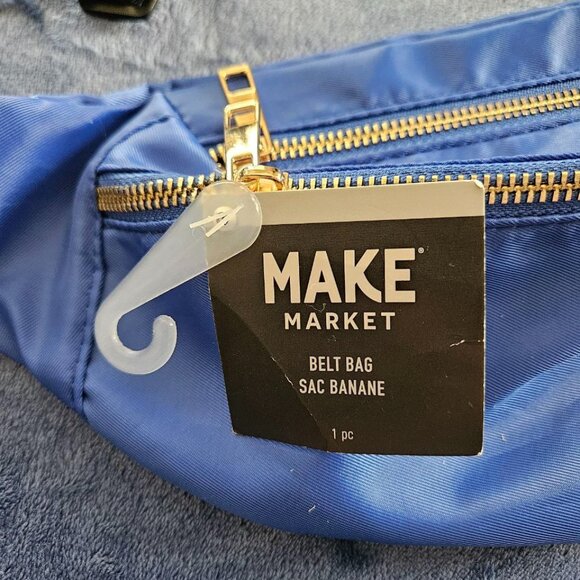 MAKE®
MARKET
BELT BAG
SAC BANANE
1 pc